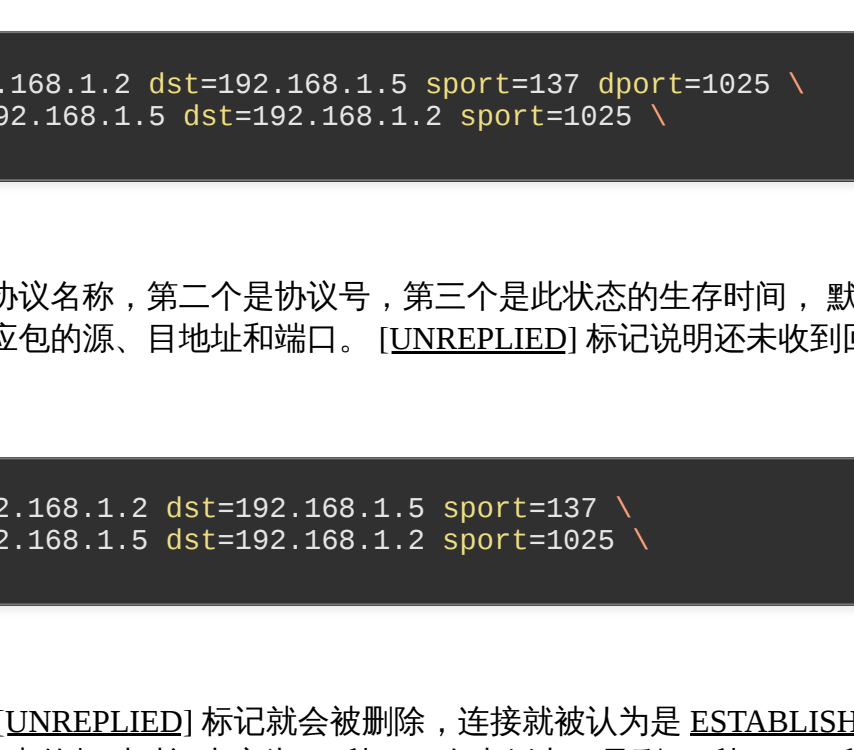 .168.1.2 dst=192.168.1.5 sport=137 dport=1025 \
92.168.1.5 dst=192.168.1.2 sport=1025 \
协议名称，第二个是协议号，第三个是此状态的生存时间， 默
应包的源、目地址和端口。 [UNREPLIED] 标记说明还未收到回
2.168.1.2 dst=192.168.1.5 sport=137 \
2.168.1.5 dst=192.168.1.2 sport=1025 \
[UNREPLIED] 标记就会被删除，连接就被认为是 ESTABLISH